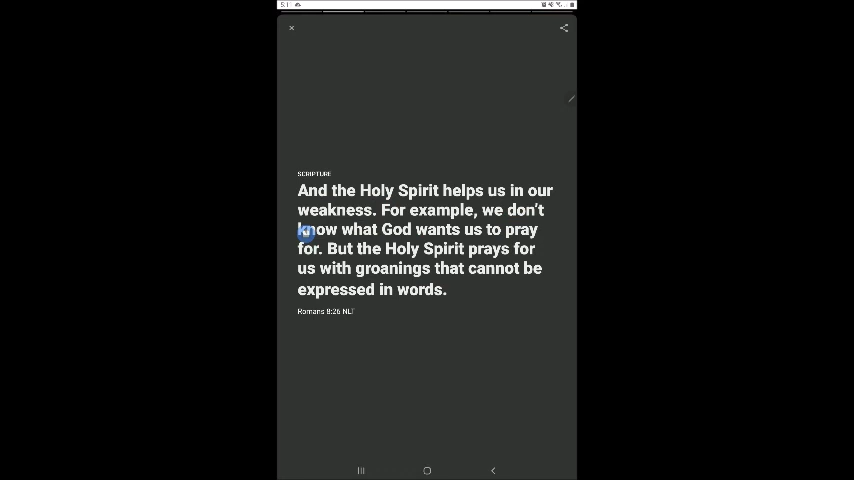 SCRIPTURE
And the Holy Spirit helps us in our
weakness. For example, we don't
know what God wants us to pray
for. But the Holy Spirit prays for
us with groanings that cannot be
expressed in words.
Romans 8:26 NLT